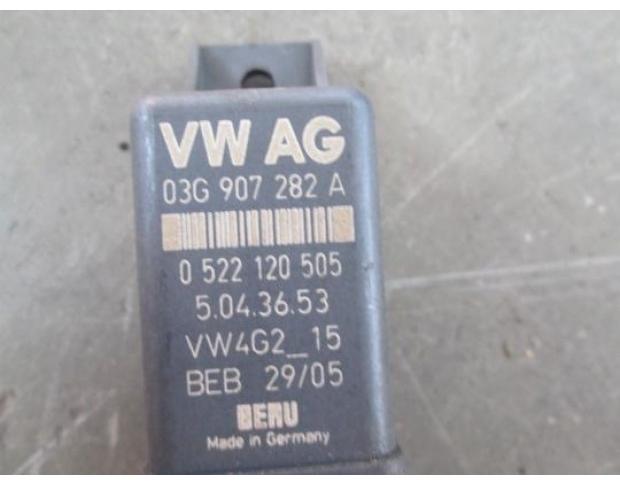 VW AG
03G 907 282 A
0 522 120 505
5.04.36.53
VW4G2_15
BEB 29/05
BERU
Made in Germany